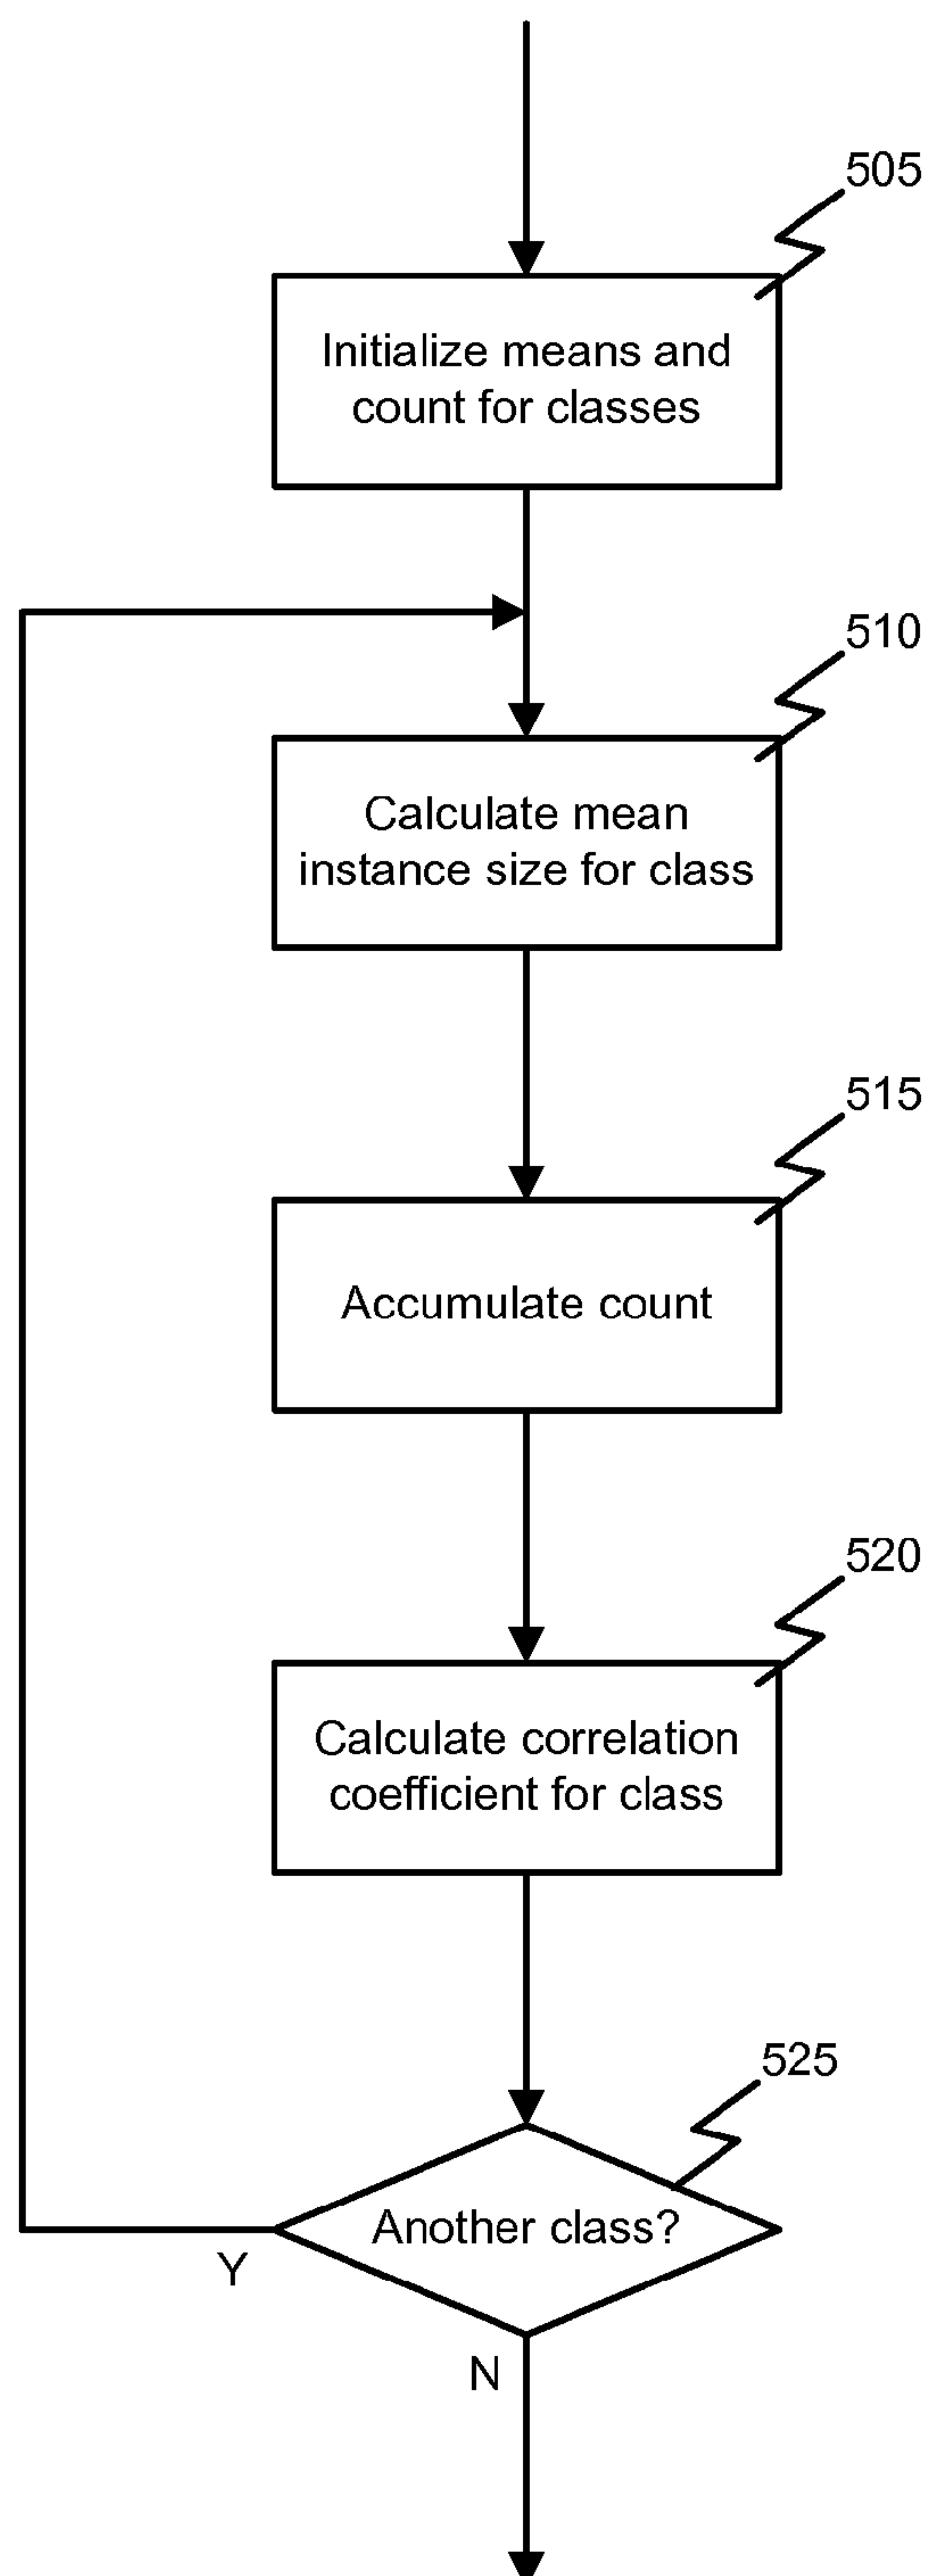 505
Initialize means and
count for classes
510
Calculate mean
instance size for class
515
Accumulate count
520
Calculate correlation
coefficient for class
525
Another class?
Y
N